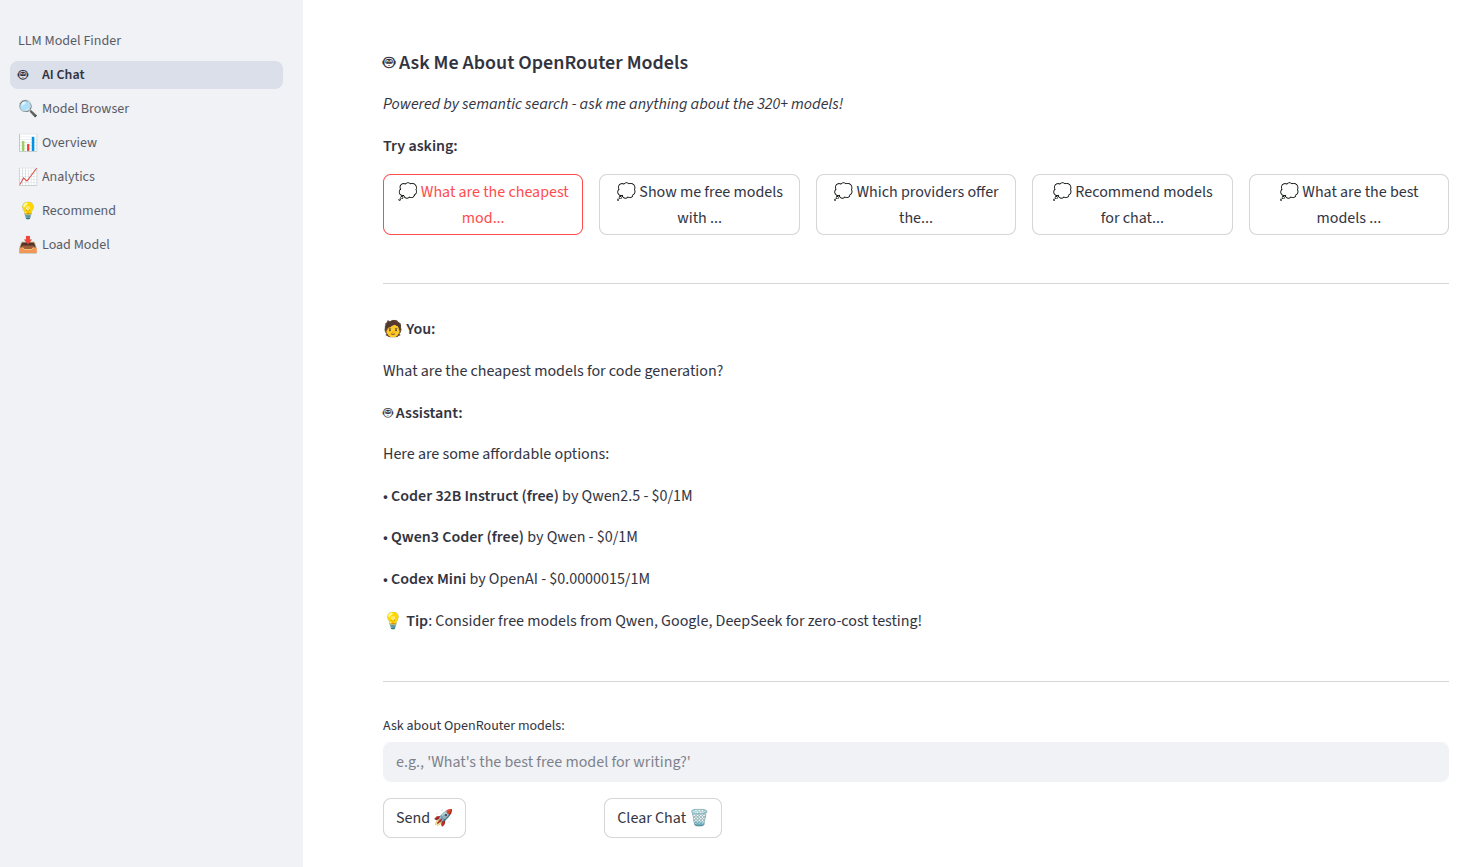 LLM Model Finder
AI Chat
Model Browser
Overview
Analytics
Recommend
Load Model
Ask Me About OpenRouter Models
Powered by semantic search - ask me anything about the 320+ models!
Try asking:
💭 What are the cheapest
mod...
💭 Show me free models
with ...
💭 Which providers offer
the...
💭 Recommend models
for chat...
💭 What are the best
models ...
🧑 You:
What are the cheapest models for code generation?
Assistant:
Here are some affordable options:
• Coder 32B Instruct (free) by Qwen2.5 - $0/1M
• Qwen3 Coder (free) by Qwen - $0/1M
• Codex Mini by OpenAI - $0.0000015/1M
💡 Tip: Consider free models from Qwen, Google, DeepSeek for zero-cost testing!
Ask about OpenRouter models:
e.g., 'What's the best free model for writing?'
Send 🚀
Clear Chat 🗑️